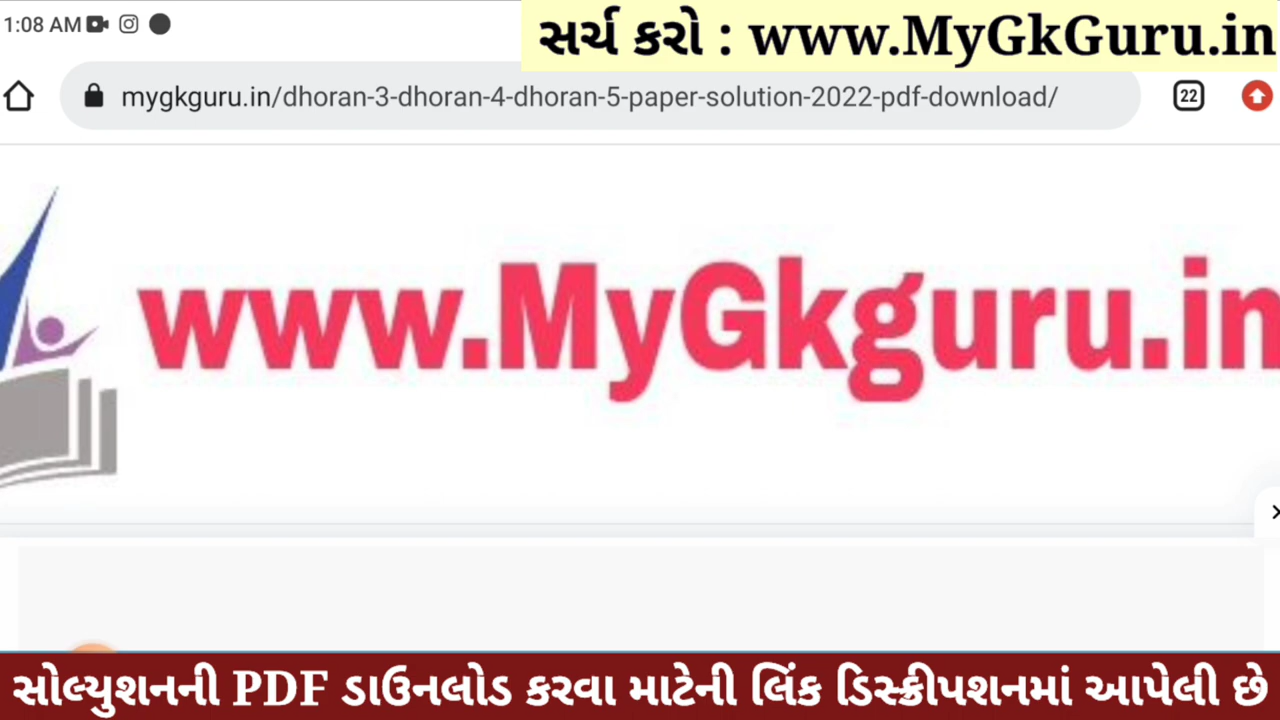 1:08 AM
સર્ચ કરો : www.MyGkGuru.in
mygkguru.in/dhoran-3-dhoran-4-dhoran-5-paper-solution-2022-pdf-download/
22
www.MyGkguru.in
સોલ્યુશનની PDF ડાઉનલોડ કરવા માટેની લિંક ડિસ્ક્રીપશનમાં આપેલી છે